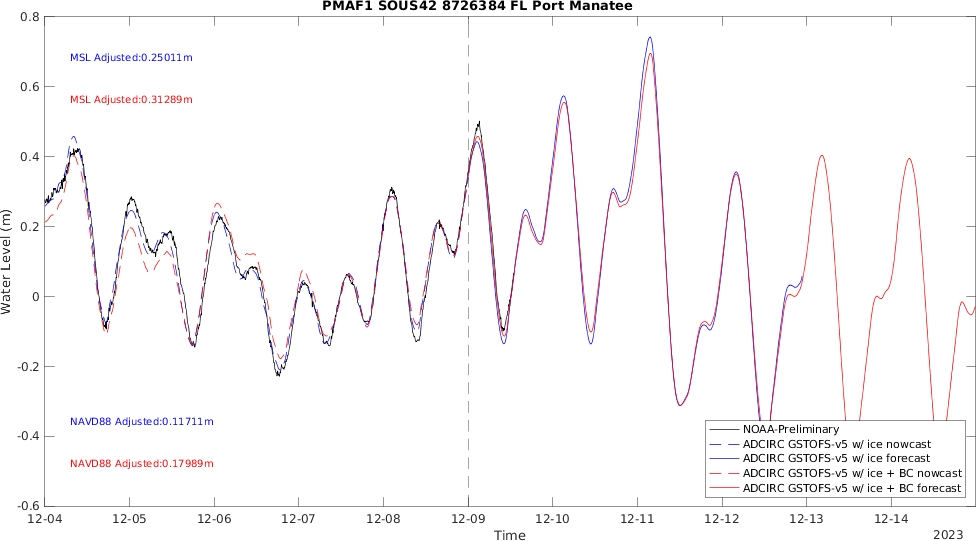 PMAF1 SOUS42 8726384 FL Port Manatee
0.8
0.6
0.4
0.2
0
-0.2
-0.4
-0.6
Water Level (m)
MSL Adjusted:0.25011m
MSL Adjusted:0.31289m
NAVD88 Adjusted:0.11711m
NAVD88 Adjusted:0.17989m
NOAA-Preliminary
ADCIRC GSTOFS-v5 w/ ice nowcast
ADCIRC GSTOFS-v5 w/ ice forecast
ADCIRC GSTOFS-v5 w/ ice + BC nowcast
ADCIRC GSTOFS-v5 w/ ice + BC forecast
12-04 12-05 12-06 12-07 12-08 12-09 12-10 12-11 12-12 12-13 12-14
Time
2023